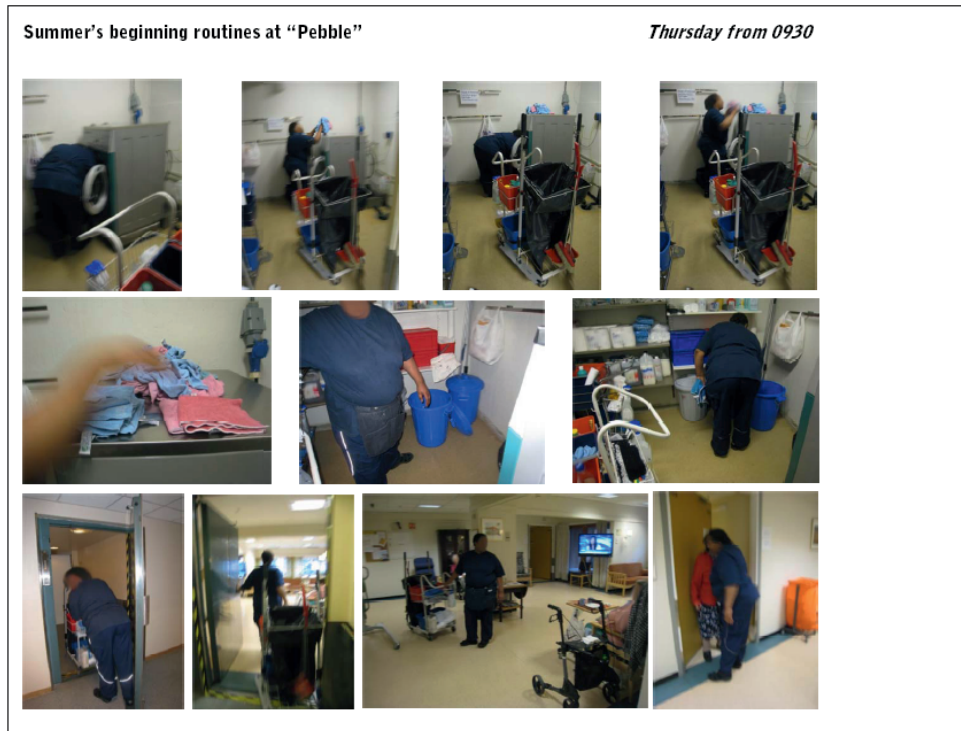 Summer's beginning routines at “Pebble”
Thursday from 0930